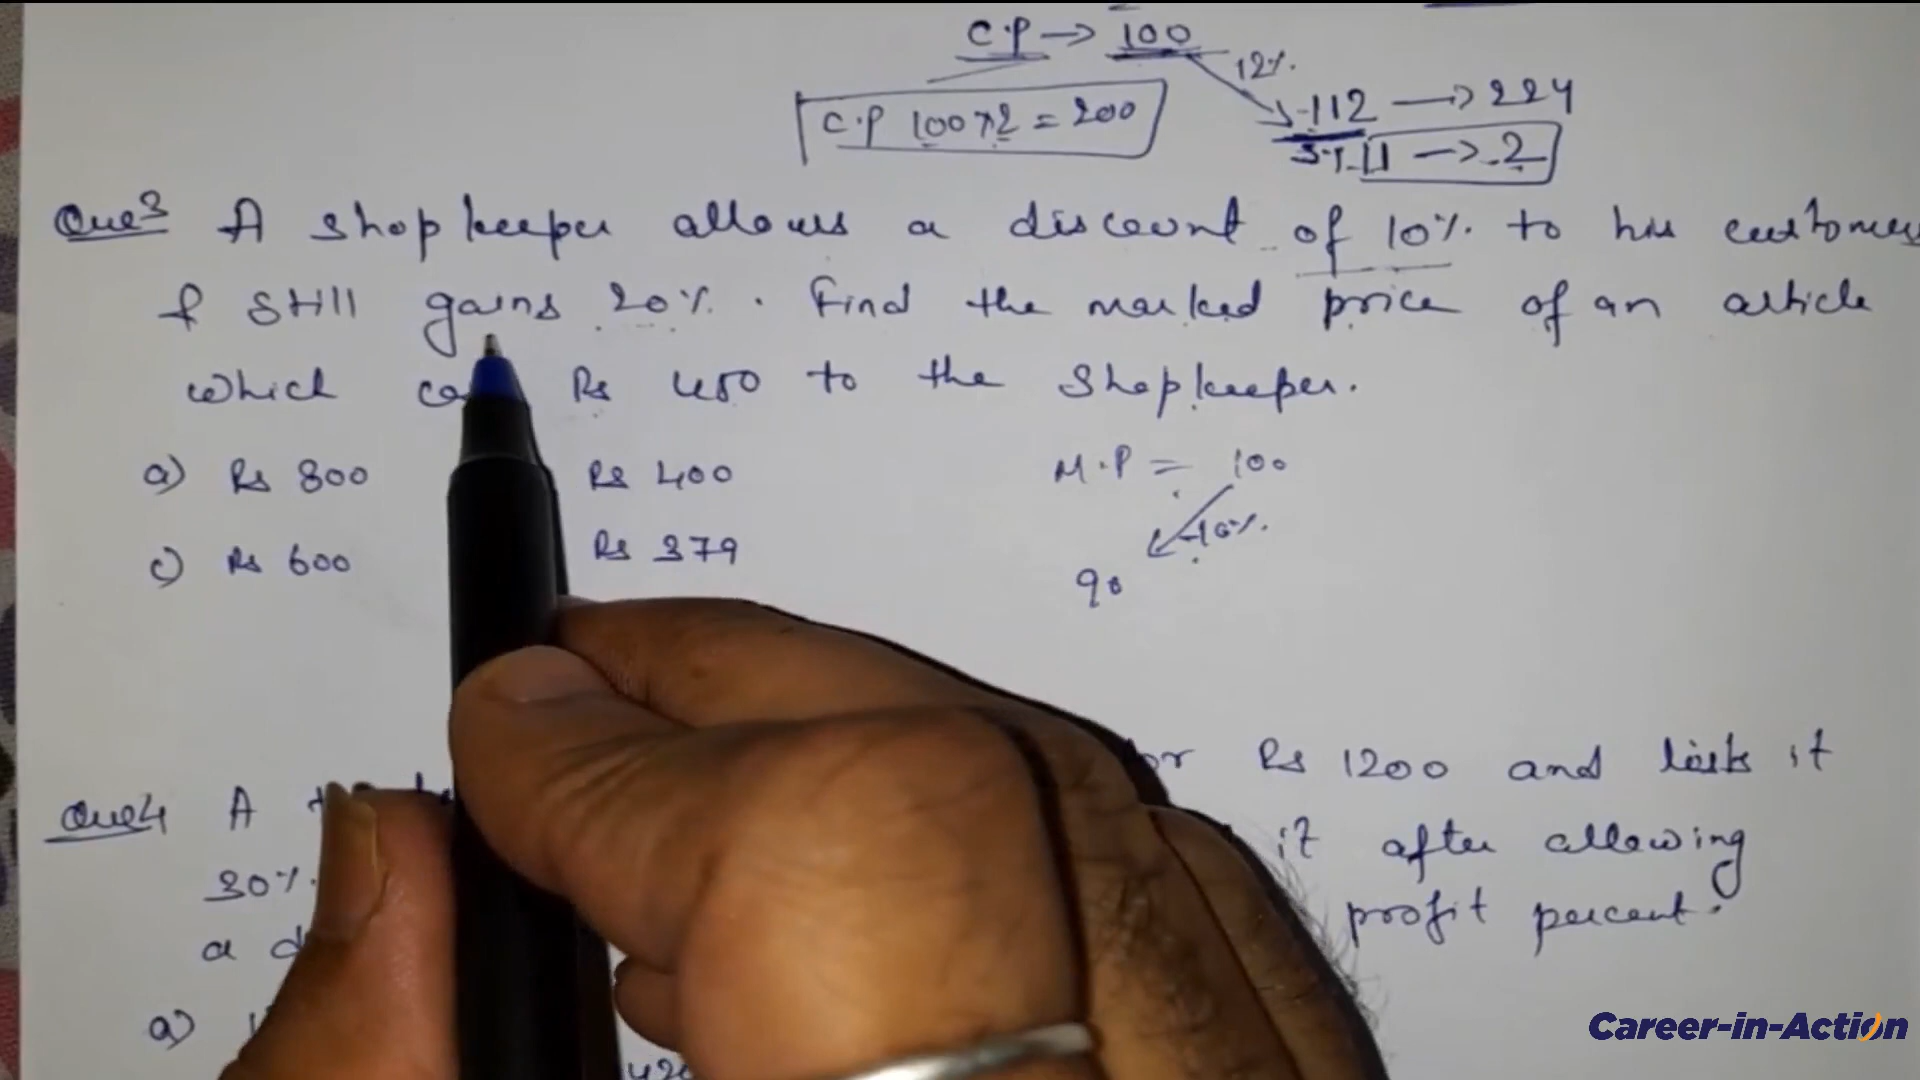 C.P → 100
12%.
C.P 100×2 = 200
112 → 224
→ 2
Que3 A shopkeeper allows a discount of 10% to his customers
& still gains 20%. Find the marked price of an article
which Rs 450 to the shopkeeper.
a) Rs 800 Rs 400
c) Rs 600 Rs 379
M.P = 100
-10%.
90
Que4 A Rs 1200 and lists it
30%. it after allowing
a profit percent.
a)
Career-in-Action